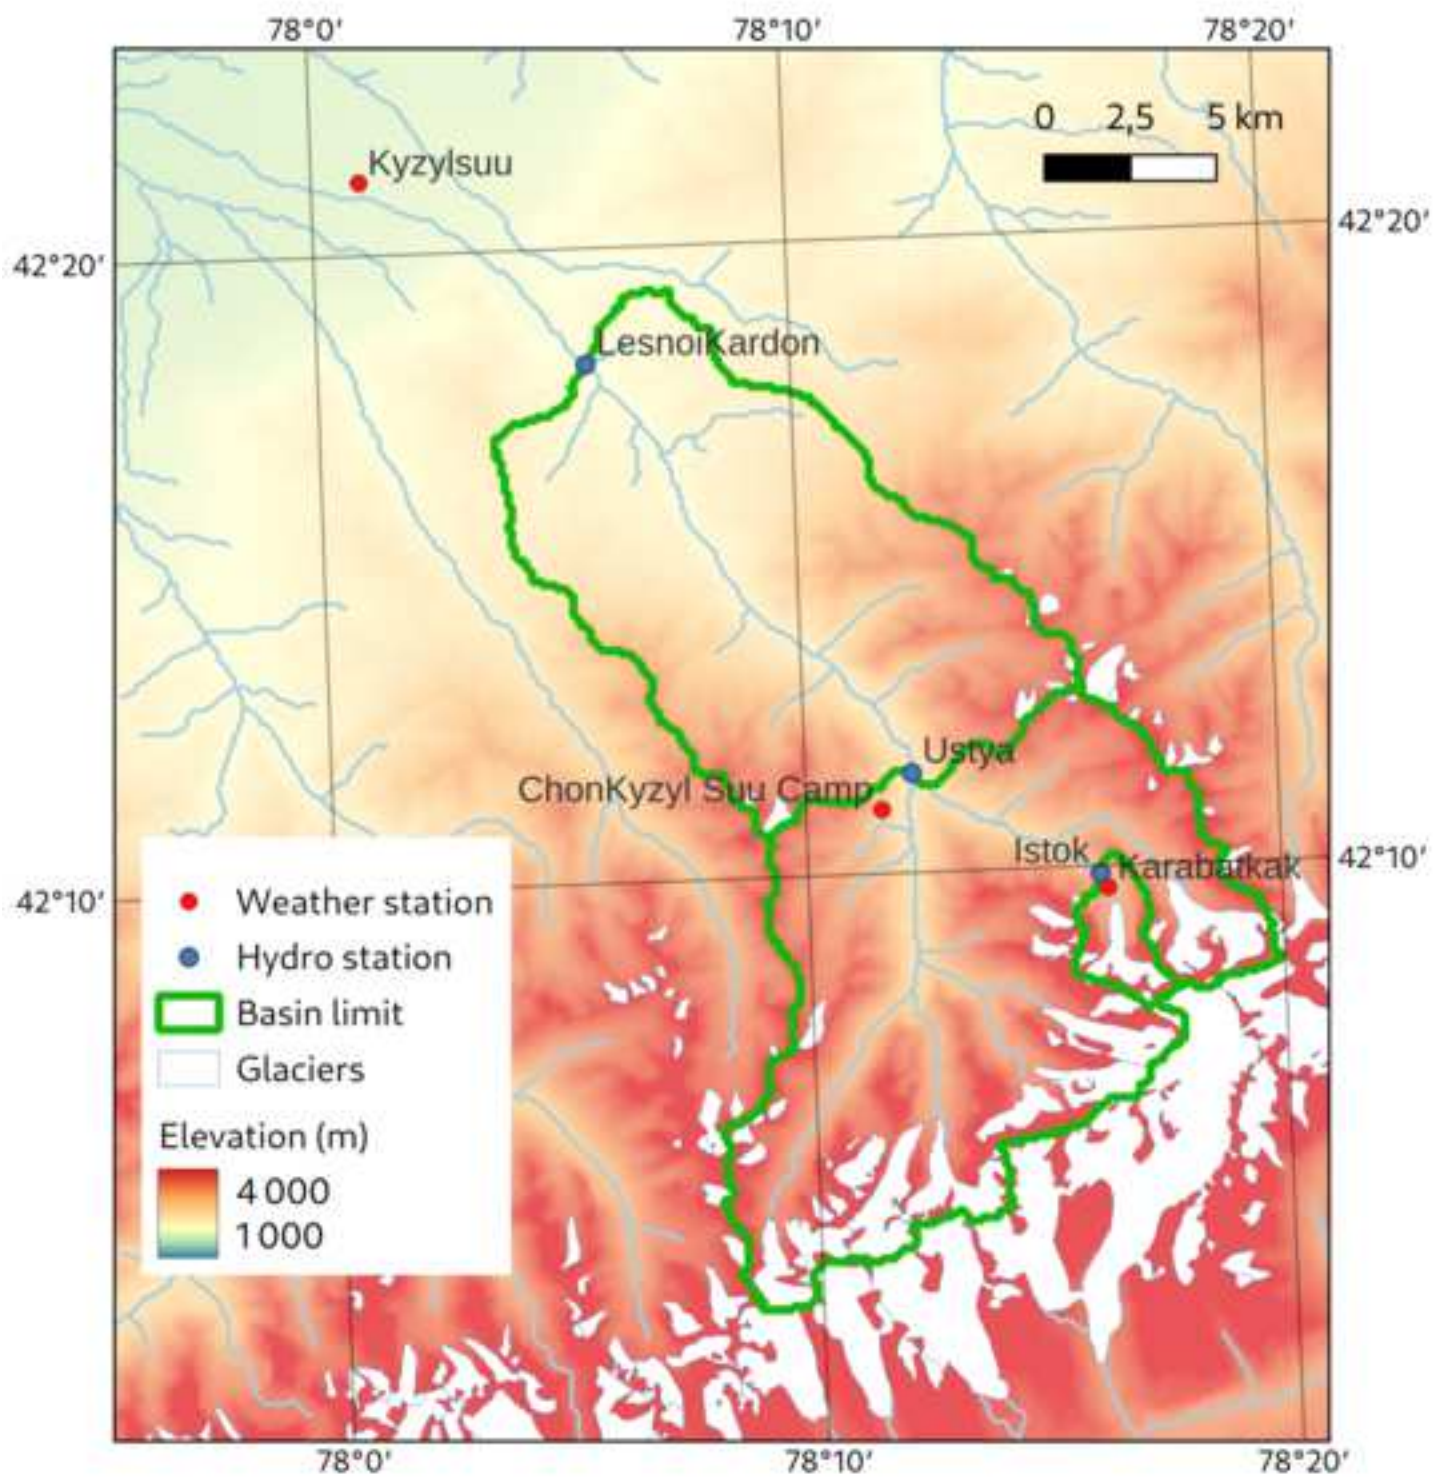 78°0′ 78°10′ 78°20′
0 2,5 5 km
Kyzylsuu
42°20′
42°20′
LesnoiKardon
Ustya
ChonKyzyl Suu Camp
Istok
Karabatkak
42°10′
42°10′
Weather station
Hydro station
Basin limit
Glaciers
Elevation (m)
4 000
1 000
78°0′ 78°10′ 78°20′